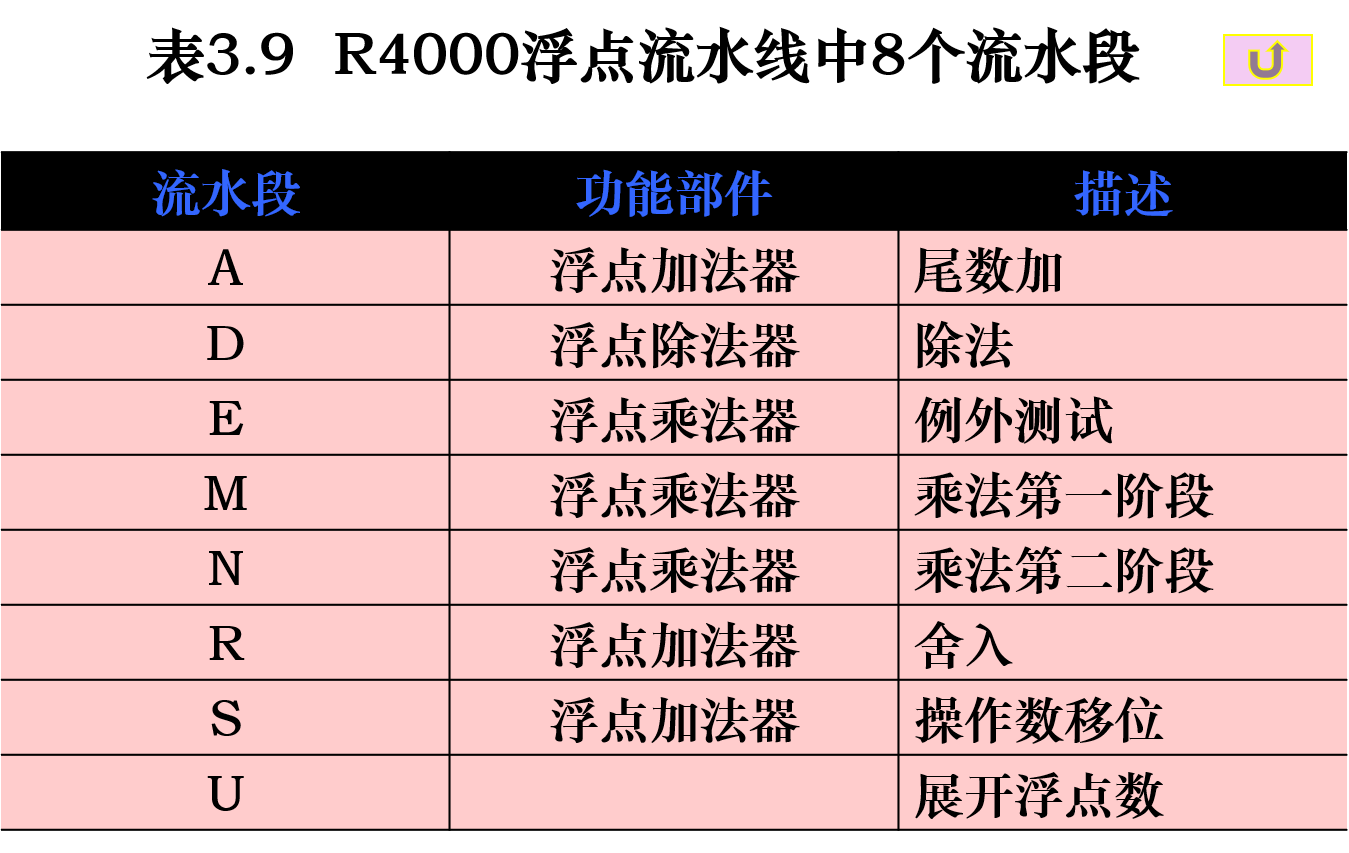 表3.9 R4000浮点流水线中8个流水段
流水段 功能部件 描述
A 浮点加法器 尾数加
D 浮点除法器 除法
E 浮点乘法器 例外测试
M 浮点乘法器 乘法第一阶段
N 浮点乘法器 乘法第二阶段
R 浮点加法器 舍入
S 浮点加法器 操作数移位
U 展开浮点数